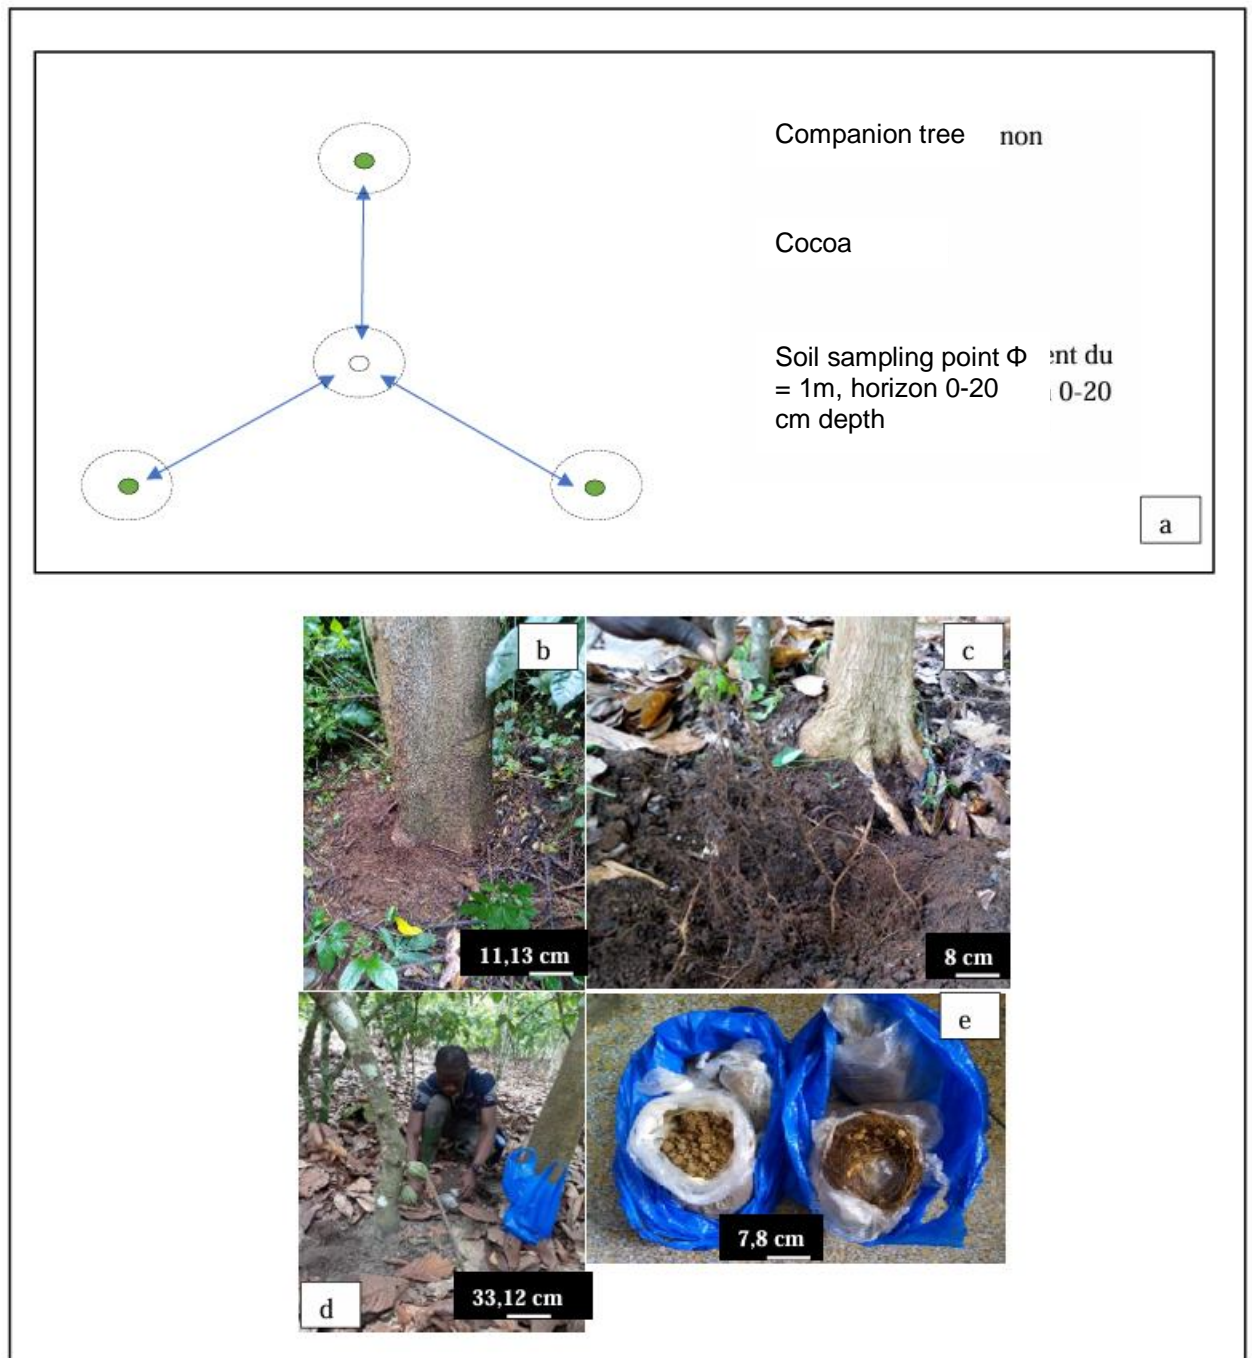 Companion tree non
Cocoa
Soil sampling point Φ ent du
= 1m, horizon 0-20 0-20
cm depth
a
b
c
11,13 cm
8 cm
e
7,8 cm
d
33,12 cm